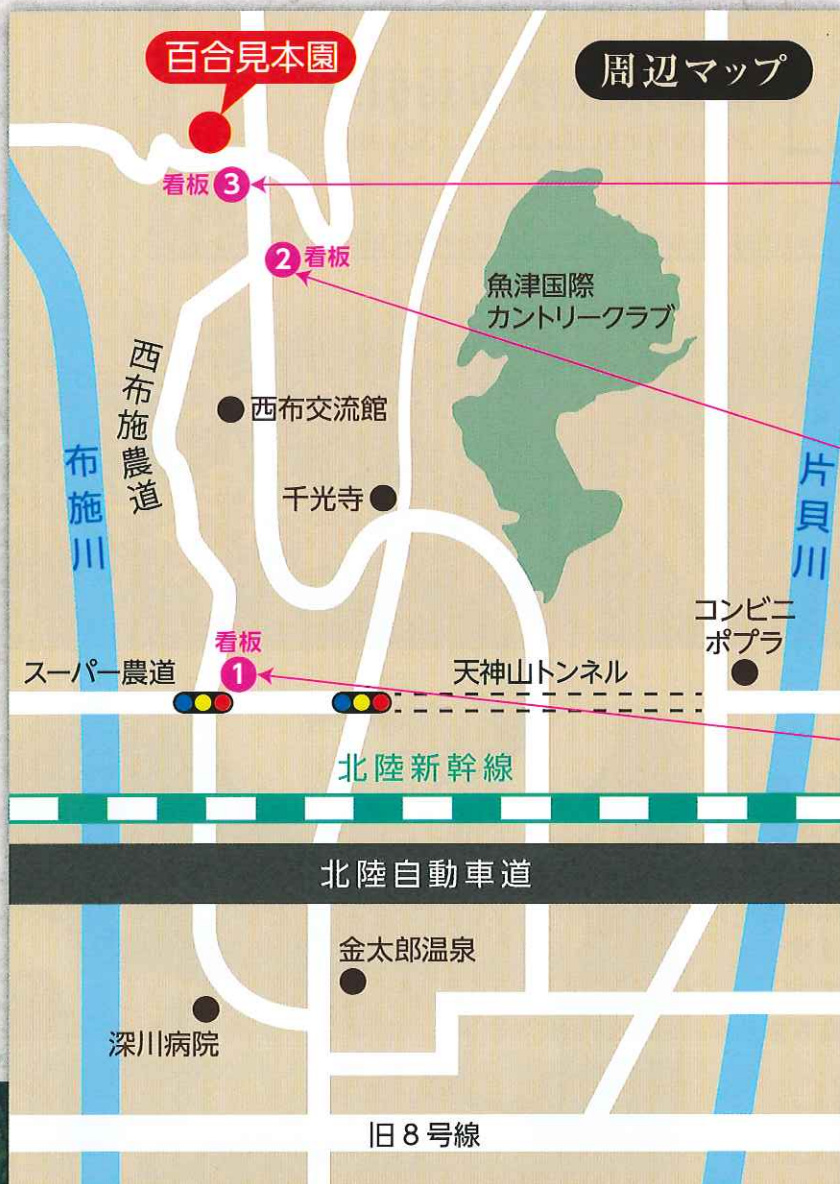 百合見本園
周辺マップ
看板 3
2 看板
魚津国際
カントリークラブ
西布施農道
西布交流館
布施川
片貝川
千光寺
コンビニ
ポプラ
看板
1
スーパー農道
天神山トンネル
北陸新幹線
北陸自動車道
金太郎温泉
深川病院
旧8号線